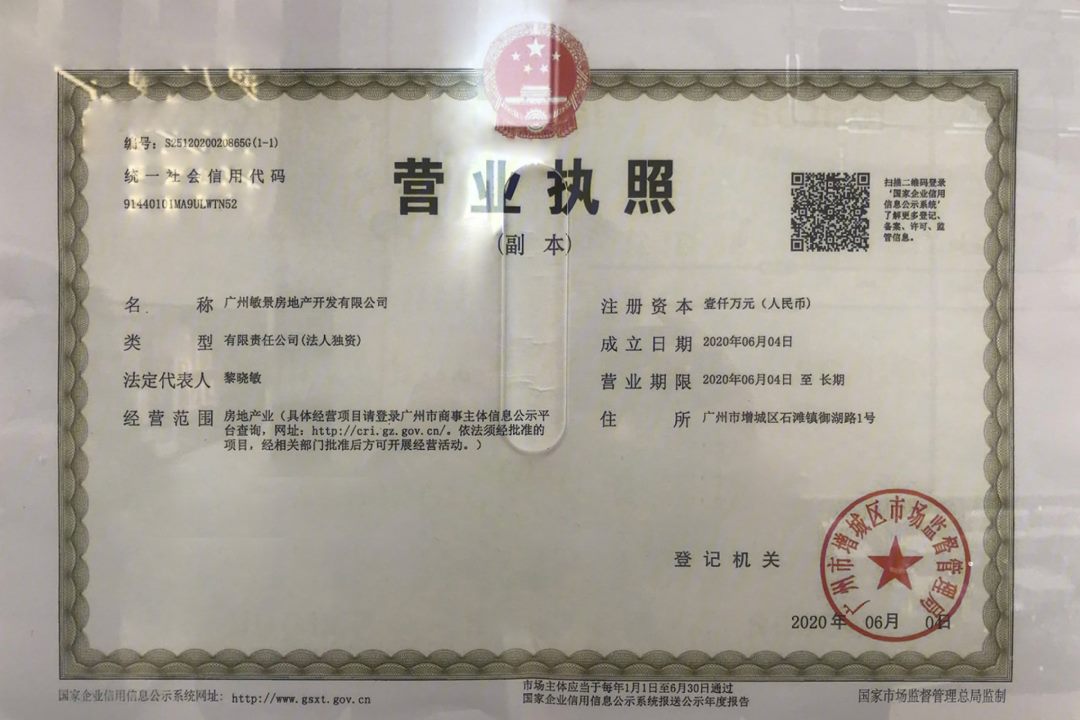 编号：S2512020020865G(1-1)
统一社会信用代码
91440101MA9ULWTN52
营业执照
(副 本)
扫描二维码登录
‘国家企业信用
信息公示系统’
了解更多登记、
备案、许可、监
管信息。
名 称 广州敏景房地产开发有限公司
类 型 有限责任公司(法人独资)
法定代表人 黎晓敏
经营范围 房地产业（具体经营项目请登录广州市商事主体信息公示平
台查询，网址：http://cri.gz.gov.cn/。依法须经批准的
项目，经相关部门批准后方可开展经营活动。）
注册资本 壹仟万元（人民币）
成立日期 2020年06月04日
营业期限 2020年06月04日 至 长期
住 所 广州市增城区石滩镇御湖路1号
登记机关
广州市增城区市场监督管理局
2020年 06月 日
国家企业信用信息公示系统网址：http://www.gsxt.gov.cn
市场主体应当于每年1月1日至6月30日通过
国家企业信用信息公示系统报送公示年度报告
国家市场监督管理总局监制